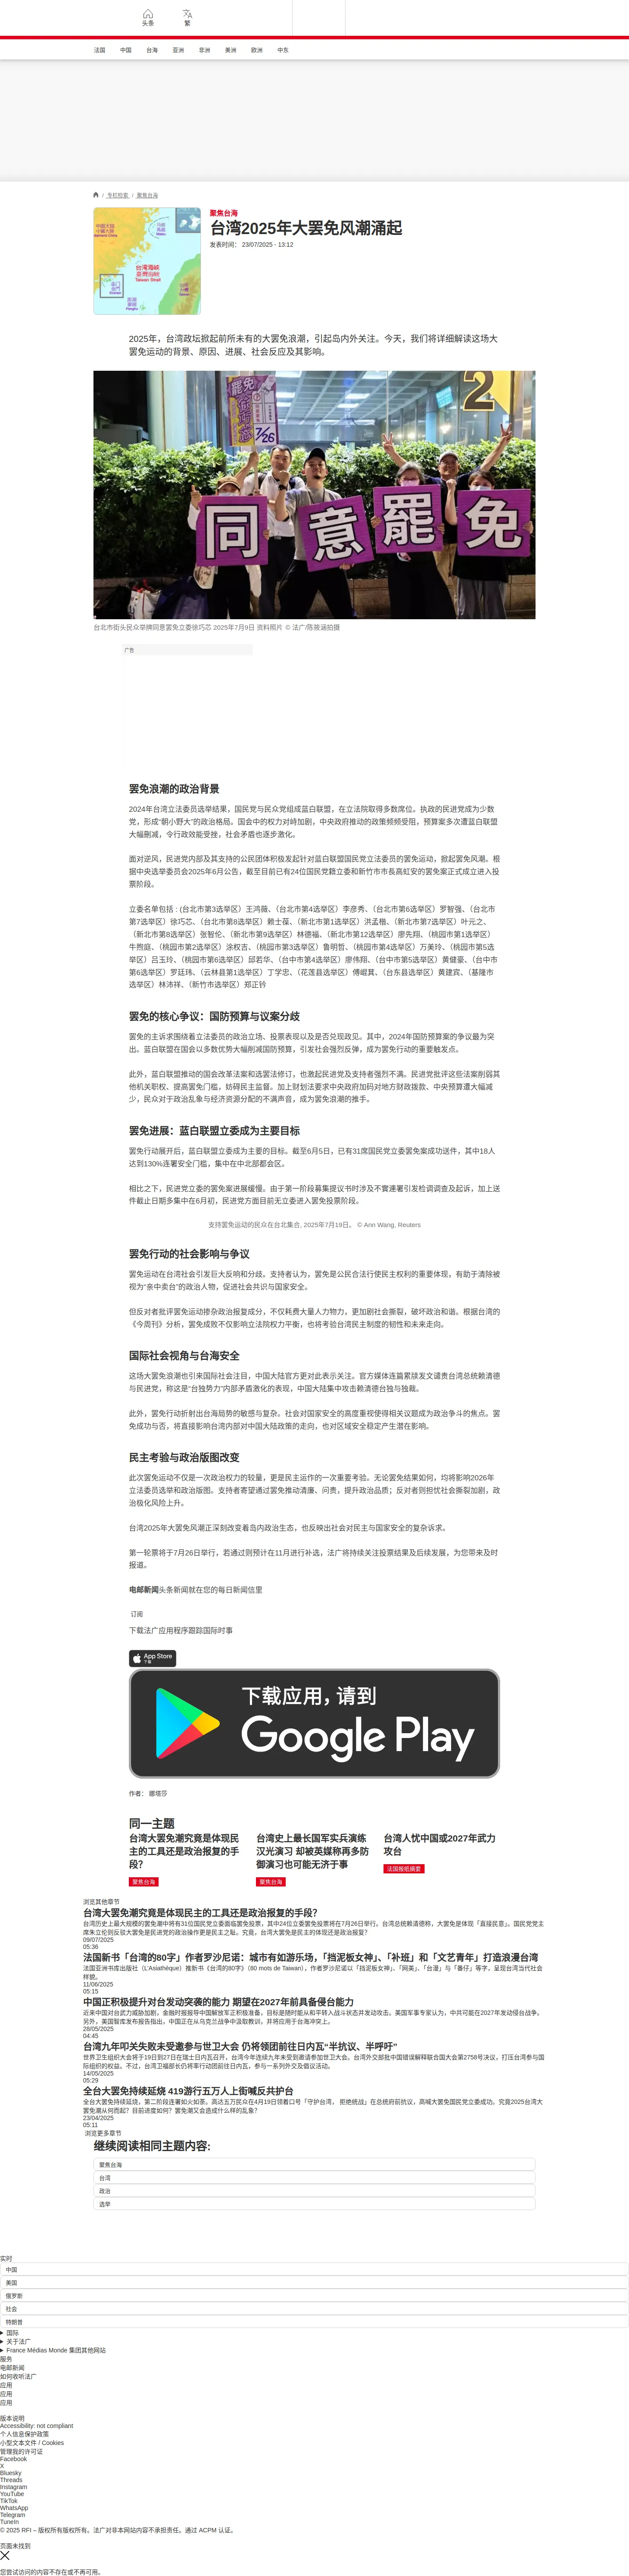 头条
繁
法国
中国
台海
亚洲
非洲
美洲
欧洲
中东
/ 专栏检索 / 聚焦台海
聚焦台海
台湾2025年大罢免风潮涌起
发表时间： 23/07/2025 - 13:12
台湾海峡
臺灣海峽
Taiwan Strait
2025年，台湾政坛掀起前所未有的大罢免浪潮，引起岛内外关注。今天，我们将详细解读这场大
罢免运动的背景、原因、进展、社会反应及其影响。
2
罷免
7/26
同意罷免
台北市街头民众举牌同意罢免立委徐巧芯 2025年7月9日 资料照片 © 法广/陈筱涵拍摄
广告
罢免浪潮的政治背景
2024年台湾立法委员选举结果，国民党与民众党组成蓝白联盟，在立法院取得多数席位。执政的民进党成为少数
党，形成“朝小野大”的政治格局。国会中的权力对峙加剧，中央政府推动的政策频频受阻，预算案多次遭蓝白联盟
大幅刪减，令行政效能受挫，社会矛盾也逐步激化。
面对逆风，民进党内部及其支持的公民团体积极发起针对蓝白联盟国民党立法委员的罢免运动，掀起罢免风潮。根
据中央选举委员会2025年6月公告，截至目前已有24位国民党籍立委和新竹市市長高虹安的罢免案正式成立进入投
票阶段。
立委名单包括 : (台北市第3选举区）王鸿薇、（台北市第4选举区）李彦秀、（台北市第6选举区）罗智强、（台北市
第7选举区）徐巧芯、（台北市第8选举区）赖士葆、（新北市第1选举区）洪孟楷、（新北市第7选举区）叶元之、
（新北市第8选举区）张智伦、（新北市第9选举区）林德福、（新北市第12选举区）廖先翔、（桃园市第1选举区）
牛煦庭、（桃园市第2选举区）涂权吉、（桃园市第3选举区）鲁明哲、（桃园市第4选举区）万美玲、（桃园市第5选
举区）吕玉玲、（桃园市第6选举区）邱若华、（台中市第4选举区）廖伟翔、（台中市第5选举区）黄健豪、（台中市
第6选举区）罗廷玮、（云林县第1选举区）丁学忠、（花莲县选举区）傅崐萁、（台东县选举区）黄建宾、（基隆市
选举区）林沛祥、（新竹市选举区）郑正钤
罢免的核心争议：国防预算与议案分歧
罢免的主诉求围绕着立法委员的政治立场、投票表现以及是否兑现政见。其中，2024年国防预算案的争议最为突
出。蓝白联盟在国会以多数优势大幅削减国防预算，引发社会强烈反弹，成为罢免行动的重要触发点。
此外，蓝白联盟推动的国会改革法案和选罢法修订，也激起民进党及支持者强烈不满。民进党批评这些法案削弱其
他机关职权、提高罢免门槛，妨碍民主监督。加上财划法要求中央政府加码对地方财政拨款、中央预算遭大幅减
少，民众对于政治乱象与经济资源分配的不满声音，成为罢免浪潮的推手。
罢免进展：蓝白联盟立委成为主要目标
罢免行动展开后，蓝白联盟立委成为主要的目标。截至6月5日，已有31席国民党立委罢免案成功送件，其中18人
达到130%连署安全门槛，集中在中北部都会区。
相比之下，民进党立委的罢免案进展缓慢。由于第一阶段募集提议书时涉及不實連署引发检调调查及起诉，加上送
件截止日期多集中在6月初，民进党方面目前无立委进入罢免投票阶段。
支持罢免运动的民众在台北集合, 2025年7月19日。 © Ann Wang, Reuters
罢免行动的社会影响与争议
罢免运动在台湾社会引发巨大反响和分歧。支持者认为，罢免是公民合法行使民主权利的重要体现，有助于清除被
视为“亲中卖台”的政治人物，促进社会共识与国家安全。
但反对者批评罢免运动掺杂政治报复成分，不仅耗费大量人力物力，更加剧社会撕裂，破坏政治和谐。根据台湾的
《今周刊》分析，罢免成败不仅影响立法院权力平衡，也将考验台湾民主制度的韧性和未来走向。
国际社会视角与台海安全
这场大罢免浪潮也引来国际社会注目，中国大陆官方更对此表示关注。官方媒体连篇累牍发文谴责台湾总统赖清德
与民进党，称这是“台独势力”内部矛盾激化的表现，中国大陆集中攻击赖清德台独与独裁。
此外，罢免行动折射出台海局势的敏感与复杂。社会对国家安全的高度重视使得相关议题成为政治争斗的焦点。罢
免成功与否，将直接影响台湾内部对中国大陆政策的走向，也对区域安全稳定产生潜在影响。
民主考验与政治版图改变
此次罢免运动不仅是一次政治权力的较量，更是民主运作的一次重要考验。无论罢免结果如何，均将影响2026年
立法委员选举和政治版图。支持者寄望通过罢免推动清廉、问责，提升政治品质；反对者则担忧社会撕裂加剧，政
治极化风险上升。
台湾2025年大罢免风潮正深刻改变着岛内政治生态，也反映出社会对民主与国家安全的复杂诉求。
第一轮票将于7月26日举行，若通过则预计在11月进行补选，法广将持续关注投票结果及后续发展，为您带来及时
报道。
电邮新闻头条新闻就在您的每日新闻信里
订阅
下载法广应用程序跟踪国际时事
App Store
下载
下载应用，请到
Google Play
作者： 娜塔莎
同一主题
台湾大罢免潮究竟是体现民
主的工具还是政治报复的手
段？
聚焦台海
台湾史上最长国军实兵演练
汉光演习 却被英媒称再多防
御演习也可能无济于事
聚焦台海
台湾人忧中国或2027年武力
攻台
法国报纸摘要
浏览其他章节
台湾大罢免潮究竟是体现民主的工具还是政治报复的手段？
台湾历史上最大规模的罢免潮中将有31位国民党立委面临罢免投票，其中24位立委罢免投票将在7月26日举行。台湾总统赖清德称，大罢免是体现「直接民意」。国民党党主
席朱立伦则反驳大罢免是民进党的政治操作更是民主之耻。究竟，台湾大罢免是民主的体现还是政治报复？
09/07/2025
05:36
法国新书「台湾的80字」作者罗沙尼诺：城市有如游乐场，「挡泥板女神」、「补班」和「文艺青年」打造浪漫台湾
法国亚洲书库出版社（L’Asiathèque）推新书《台湾的80字》（80 mots de Taiwan），作者罗沙尼诺以「挡泥板女神」、「阿美」、「台漫」与「番仔」等字，呈现台湾当代社会
样貌。
11/06/2025
05:15
中国正积极提升对台发动突袭的能力 期望在2027年前具备侵台能力
近来中国对台武力威胁加剧，金融时报报导中国解放军正积极准备，目标是随时能从和平转入战斗状态并发动攻击。美国军事专家认为，中共可能在2027年发动侵台战争。
另外，美国智库发布报告指出，中国正在从乌克兰战争中汲取教训，并将应用于台海冲突上。
28/05/2025
04:45
台湾九年叩关失败未受邀参与世卫大会 仍将领团前往日内瓦“半抗议、半呼吁”
世界卫生组织大会将于19日到27日在瑞士日内瓦召开，台湾今年连续九年未受到邀请参加世卫大会。台湾外交部批中国错误解释联合国大会第2758号决议，打压台湾参与国
际组织的权益。不过，台湾卫福部长仍将率行动团前往日内瓦，参与一系列外交及倡议活动。
14/05/2025
05:29
全台大罢免持续延烧 419游行五万人上街喊反共护台
全台大罢免持续延烧，第二阶段连署如火如荼。高达五万民众在4月19日领着口号「守护台湾， 拒绝统战」在总统府前抗议，高喊大罢免国民党立委成功。究竟2025台湾大
罢免潮从何而起？目前进度如何？罢免潮又会造成什么样的乱象？
23/04/2025
05:11
浏览更多章节
继续阅读相同主题内容:
聚焦台海
台湾
政治
选举
实时
中国
美国
俄罗斯
社会
特朗普
国际
关于法广
France Médias Monde 集团其他网站
服务
电邮新闻
如何收听法广
应用
应用
应用
版本说明
Accessibility: not compliant
个人信息保护政策
小型文本文件 / Cookies
管理我的许可证
Facebook
X
Bluesky
Threads
Instagram
YouTube
TikTok
WhatsApp
Telegram
TuneIn
© 2025 RFI – 版权所有版权所有。法广对非本网站内容不承担责任。通过 ACPM 认证。
页面未找到
您尝试访问的内容不存在或不再可用。